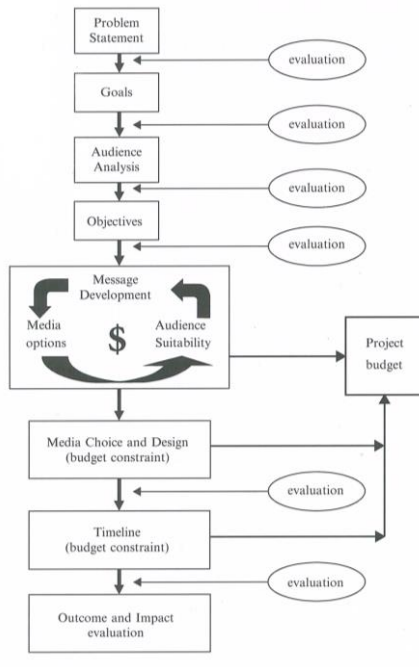 Problem
Statement
evaluation
Goals
evaluation
Audience
Analysis
evaluation
Objectives
evaluation
Message
Development
Media
options
$
Audience
Suitability
Project
budget
Media Choice and Design
(budget constraint)
evaluation
Timeline
(budget constraint)
evaluation
Outcome and Impact
evaluation